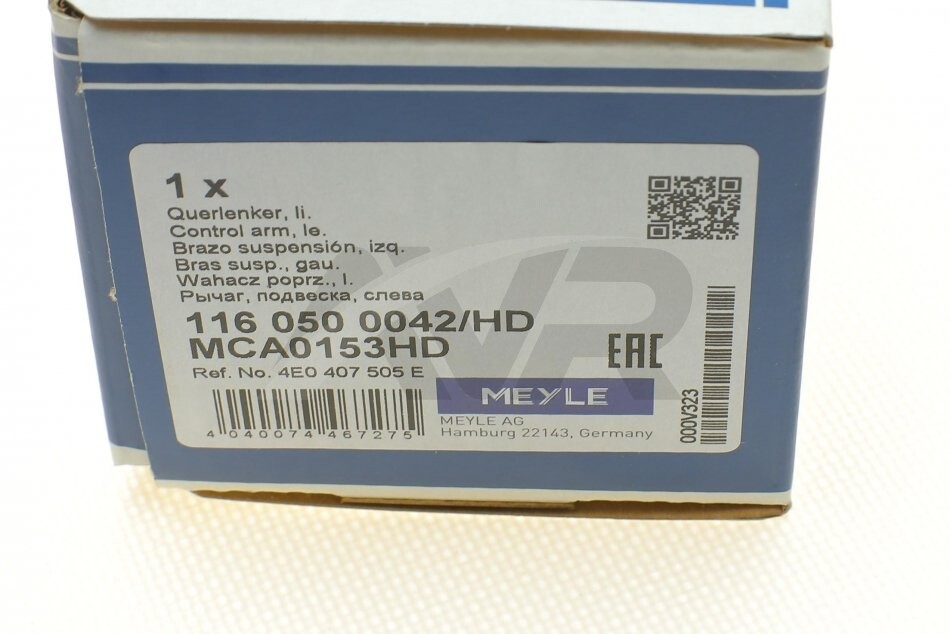 1 x
Querlenker, li.
Control arm, le.
Brazo suspensión, izq.
Bras susp., gau.
Wahacz poprz., l.
Рычаг, подвеска, слева
116 050 0042/HD
MCA0153HD
Ref. No. 4E0 407 505 E
EAC
MEYLE
MEYLE AG
Hamburg 22143, Germany
4 040074 467275
000V323